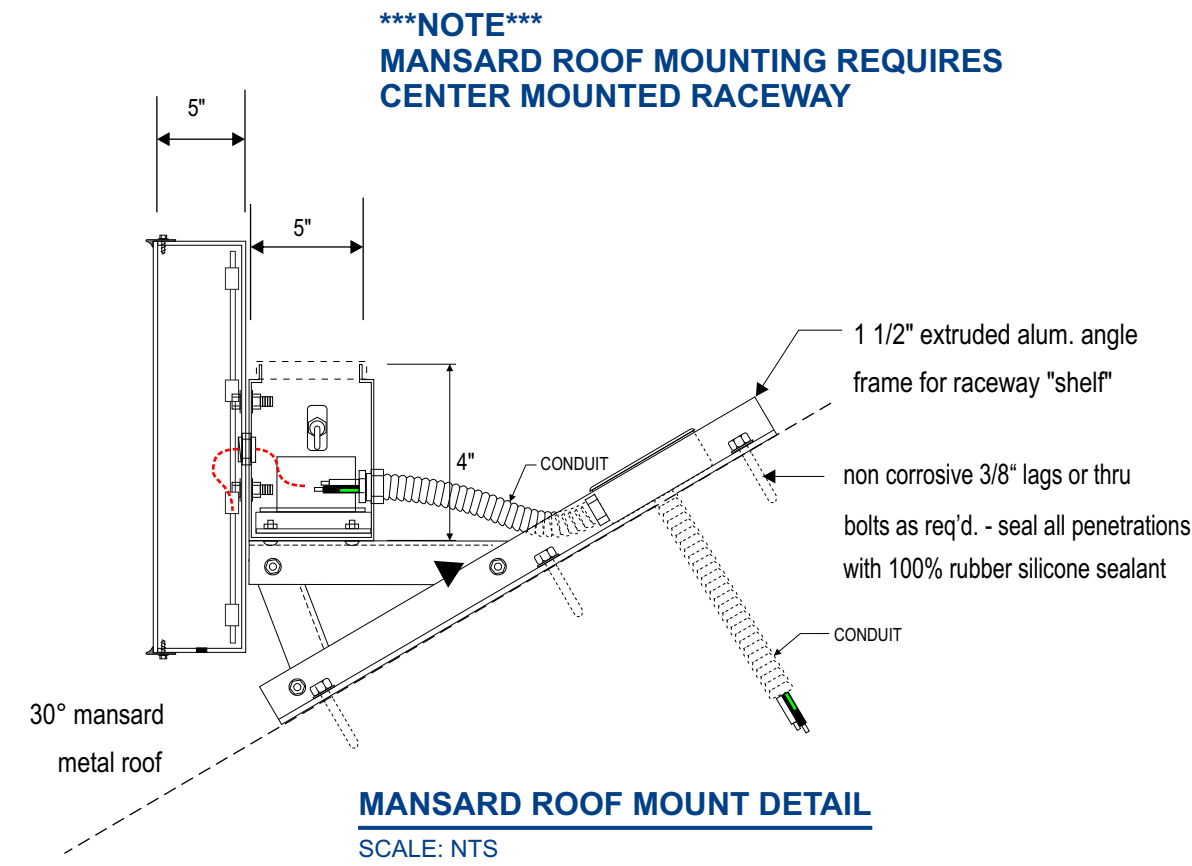 ***NOTE***
MANSARD ROOF MOUNTING REQUIRES
CENTER MOUNTED RACEWAY
5"
5"
1 1/2" extruded alum. angle
frame for raceway "shelf"
4"
CONDUIT
non corrosive 3/8“ lags or thru
bolts as req’d. - seal all penetrations
with 100% rubber silicone sealant
CONDUIT
30° mansard
metal roof
MANSARD ROOF MOUNT DETAIL
SCALE: NTS